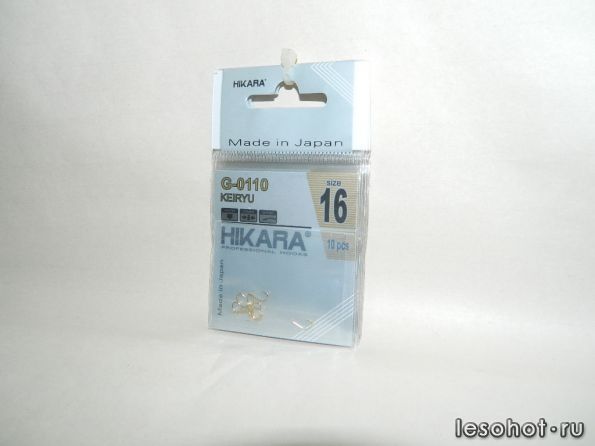 HIKARA®
Made in Japan
G-0110
KEIRYU
size
16
HIKARA®
PROFESSIONAL HOOKS
10 pcs
Made in Japan
lesohot·ru